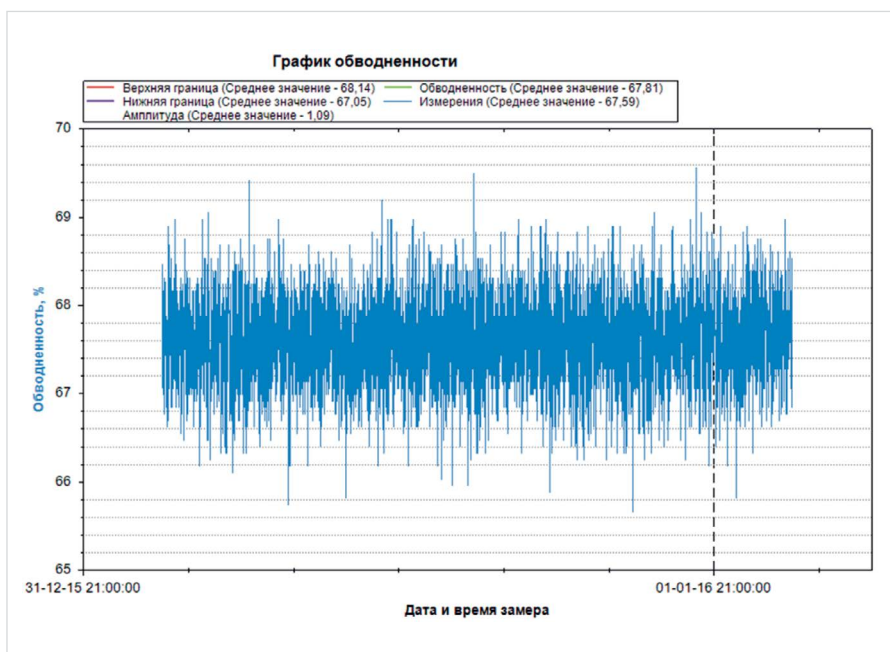 График обводненности
Верхняя граница (Среднее значение - 68,14)
Обводненность (Среднее значение - 67,81)
Нижняя граница (Среднее значение - 67,05)
Измерения (Среднее значение - 67,59)
Амплитуда (Среднее значение - 1,09)
Обводненность, %
70
69
68
67
66
65
31-12-15 21:00:00
01-01-16 21:00:00
Дата и время замера